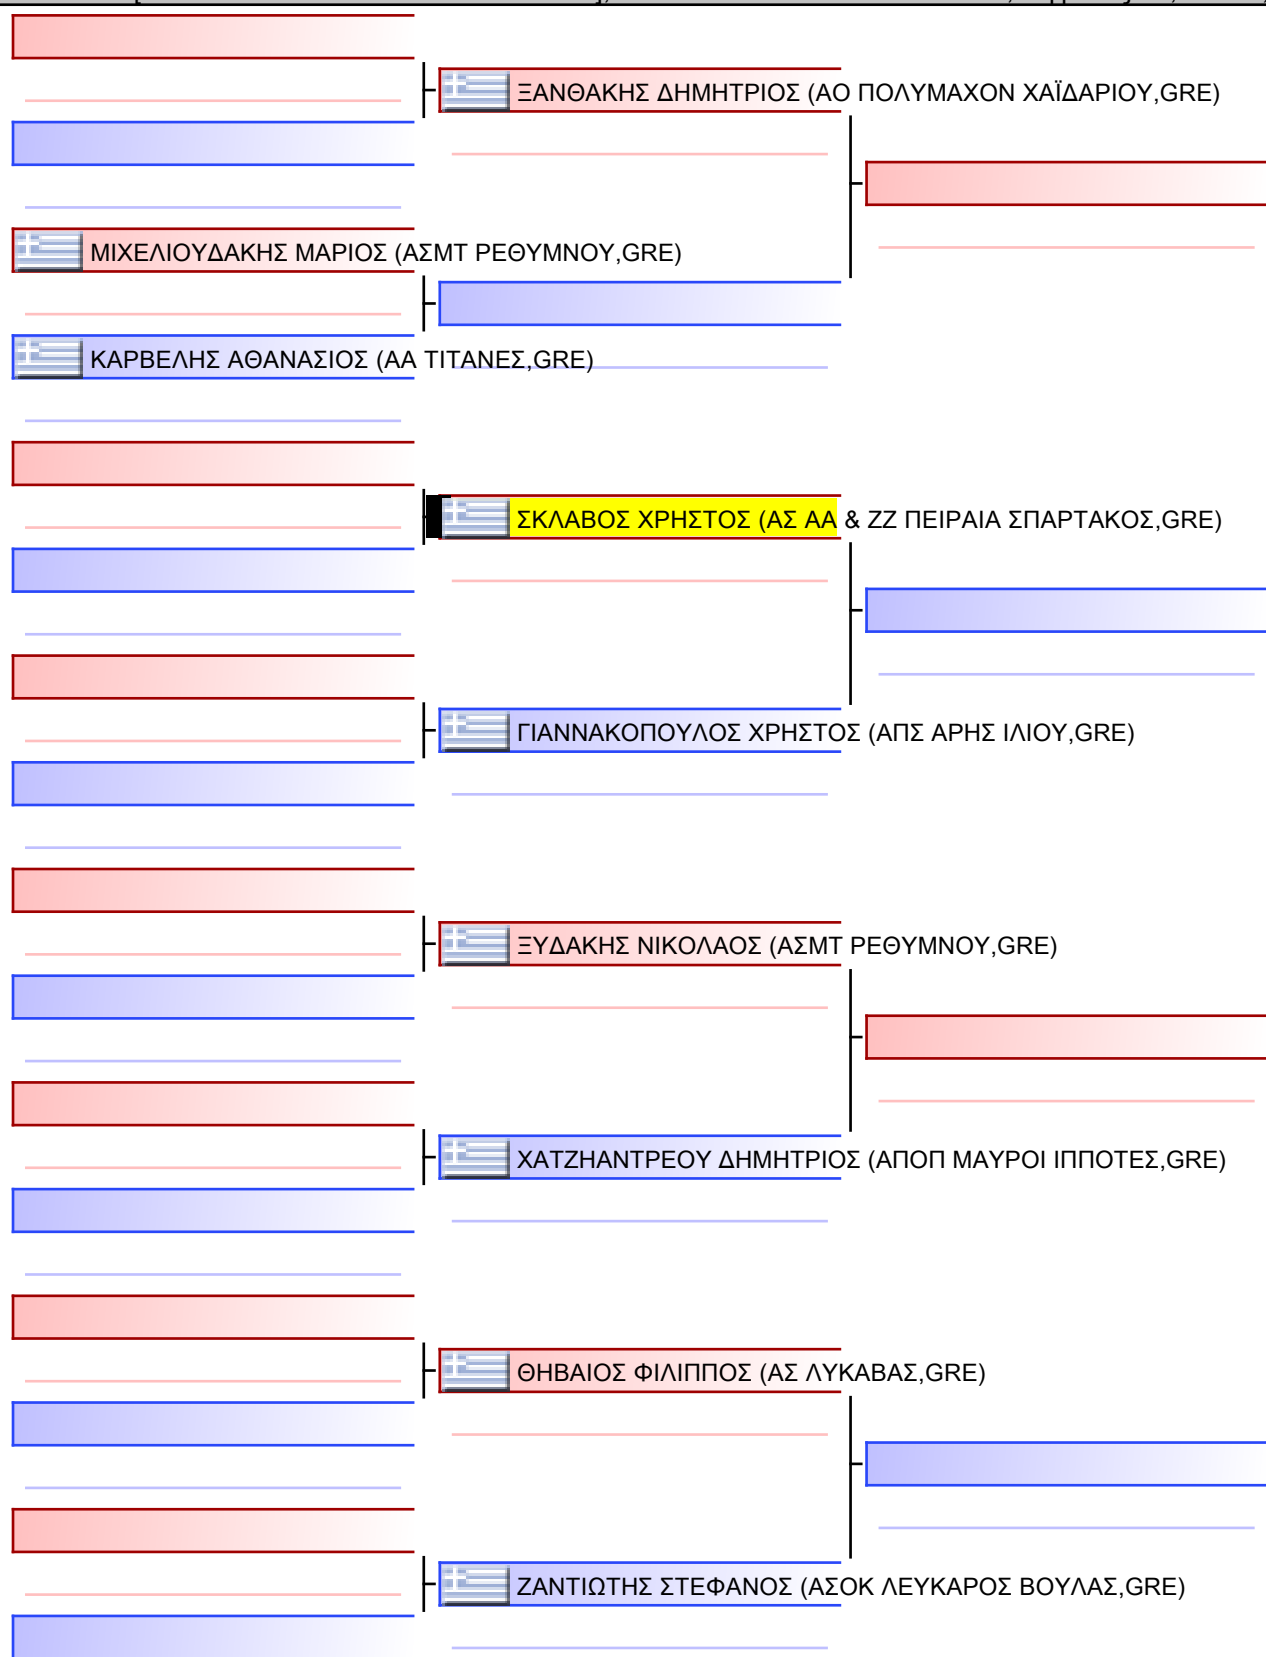 ΞΑΝΘΑΚΗΣ ΔΗΜΗΤΡΙΟΣ (ΑΟ ΠΟΛΥΜΑΧΟΝ ΧΑΪΔΑΡΙΟΥ,GRE)
ΜΙΧΕΛΙΟΥΔΑΚΗΣ ΜΑΡΙΟΣ (ΑΣΜΤ ΡΕΘΥΜΝΟΥ,GRE)
ΚΑΡΒΕΛΗΣ ΑΘΑΝΑΣΙΟΣ (ΑΑ ΤΙΤΑΝΕΣ,GRE)
ΣΚΛΑΒΟΣ ΧΡΗΣΤΟΣ (ΑΣ ΑΑ & ΖΖ ΠΕΙΡΑΙΑ ΣΠΑΡΤΑΚΟΣ,GRE)
ΓΙΑΝΝΑΚΟΠΟΥΛΟΣ ΧΡΗΣΤΟΣ (ΑΠΣ ΑΡΗΣ ΙΛΙΟΥ,GRE)
ΞΥΔΑΚΗΣ ΝΙΚΟΛΑΟΣ (ΑΣΜΤ ΡΕΘΥΜΝΟΥ,GRE)
ΧΑΤΖΗΑΝΤΡΕΟΥ ΔΗΜΗΤΡΙΟΣ (ΑΠΟΠ ΜΑΥΡΟΙ ΙΠΠΟΤΕΣ,GRE)
ΘΗΒΑΙΟΣ ΦΙΛΙΠΠΟΣ (ΑΣ ΛΥΚΑΒΑΣ,GRE)
ΖΑΝΤΙΩΤΗΣ ΣΤΕΦΑΝΟΣ (ΑΣΟΚ ΛΕΥΚΑΡΟΣ ΒΟΥΛΑΣ,GRE)